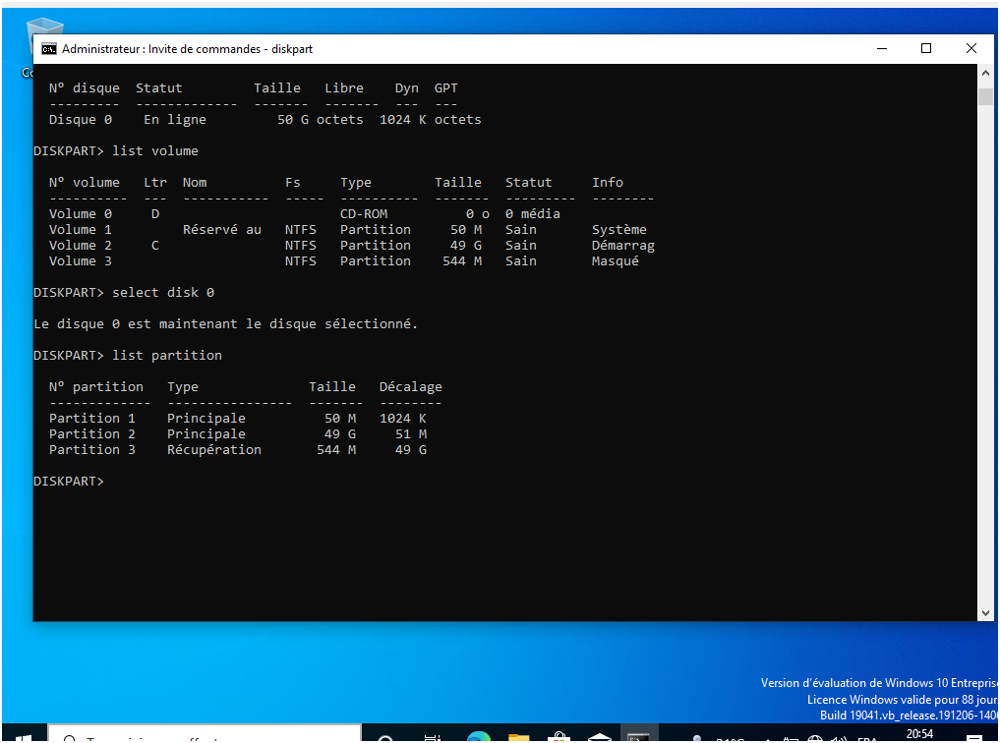 Administrateur : Invite de commandes - diskpart
N° disque  Statut         Taille   Libre    Dyn  GPT
---------  -------------  -------  -------  ---  ---
Disque 0    En ligne         50 G octets  1024 K octets
DISKPART> list volume
N° volume   Ltr  Nom          Fs     Type        Taille   Statut     Info
----------  ---  -----------  -----  ----------  -------  ---------  --------
Volume 0     D                       CD-ROM          0 o  0 média
Volume 1         Réservé au   NTFS   Partition     50 M   Sain       Système
Volume 2     C                NTFS   Partition     49 G   Sain       Démarrag
Volume 3                      NTFS   Partition    544 M   Sain       Masqué
DISKPART> select disk 0
Le disque 0 est maintenant le disque sélectionné.
DISKPART> list partition
N° partition   Type              Taille   Décalage
-------------  ----------------  -------  --------
Partition 1    Principale          50 M   1024 K
Partition 2    Principale          49 G     51 M
Partition 3    Récupération       544 M     49 G
DISKPART>
Version d'évaluation de Windows 10 Entrepris
Licence Windows valide pour 88 jour
Build 19041.vb_release.191206-140
20:54